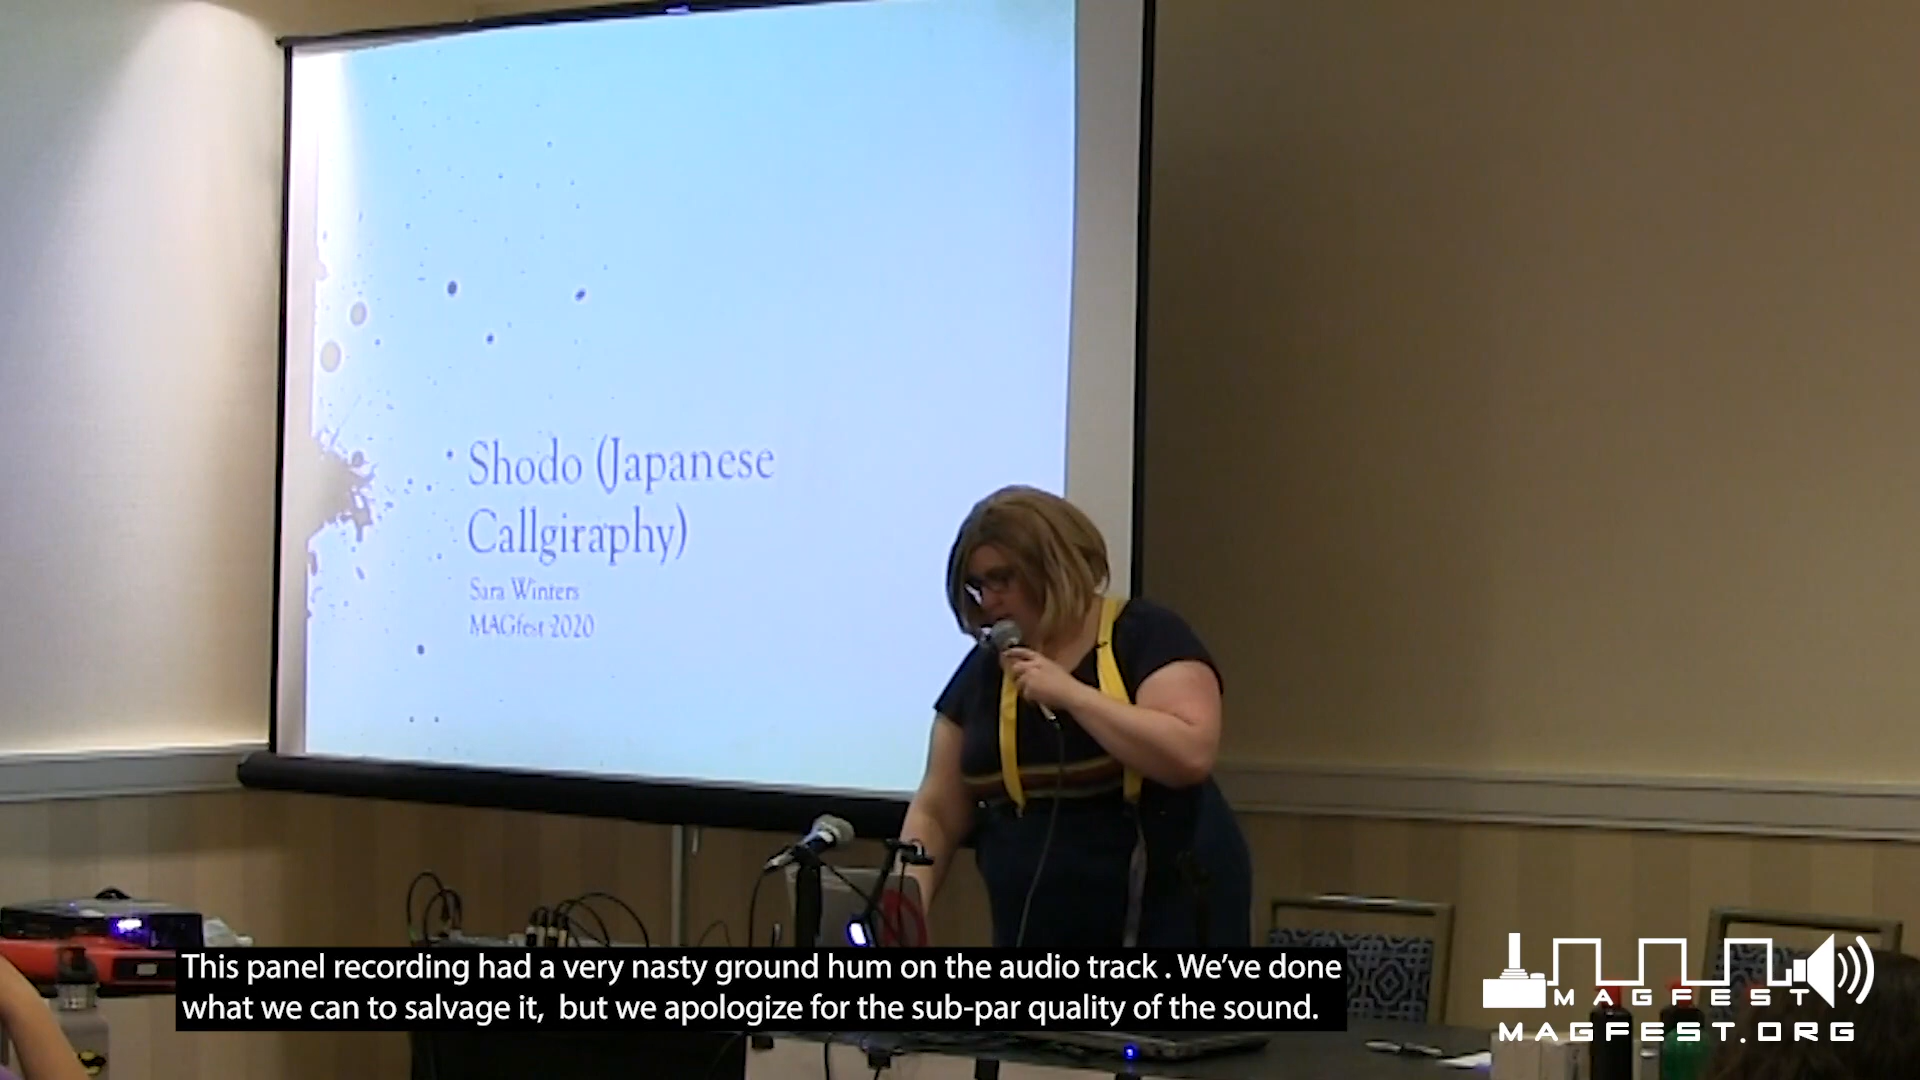 Shodo (Japanese
Callgiraphy)
Sara Winters
MAGfest 2020
This panel recording had a very nasty ground hum on the audio track . We've done
what we can to salvage it, but we apologize for the sub-par quality of the sound.
MAGFEST
MAGFEST.ORG